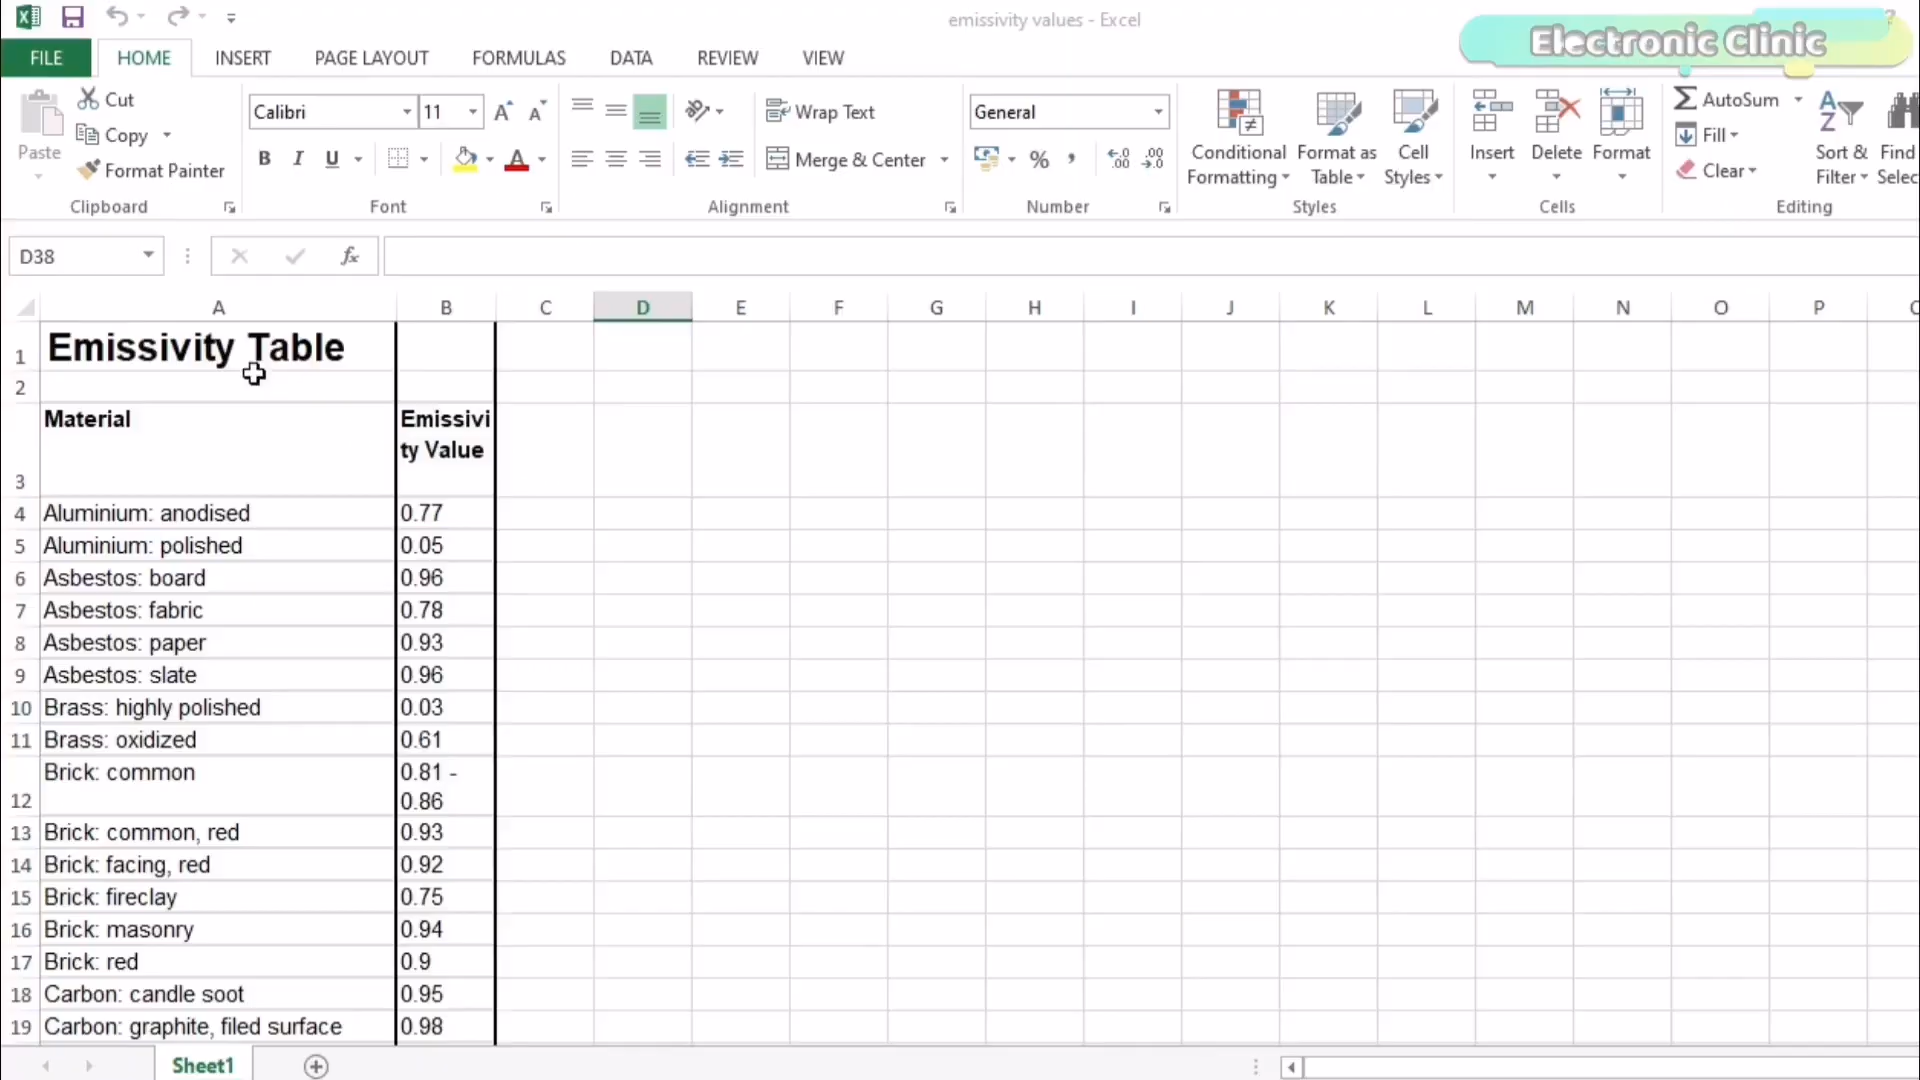 emissivity values - Excel
?
Electronic Clinic
FILE HOME INSERT PAGE LAYOUT FORMULAS DATA REVIEW VIEW
Paste
Cut
Copy
Format Painter
Clipboard
Calibri 11
B I U
Font
Wrap Text
Merge & Center
Alignment
General
% ,
Number
Conditional Formatting
Format as Table
Cell Styles
Styles
Insert Delete Format
Cells
AutoSum
Fill
Clear
Sort & Filter
Find
Selec
Editing
D38
fx
A B C D E F G H I J K L M N O P
1 Emissivity Table
2
3 Material Emissivi
ty Value
4 Aluminium: anodised 0.77
5 Aluminium: polished 0.05
6 Asbestos: board 0.96
7 Asbestos: fabric 0.78
8 Asbestos: paper 0.93
9 Asbestos: slate 0.96
10 Brass: highly polished 0.03
11 Brass: oxidized 0.61
12 Brick: common 0.81 -
0.86
13 Brick: common, red 0.93
14 Brick: facing, red 0.92
15 Brick: fireclay 0.75
16 Brick: masonry 0.94
17 Brick: red 0.9
18 Carbon: candle soot 0.95
19 Carbon: graphite, filed surface 0.98
Sheet1